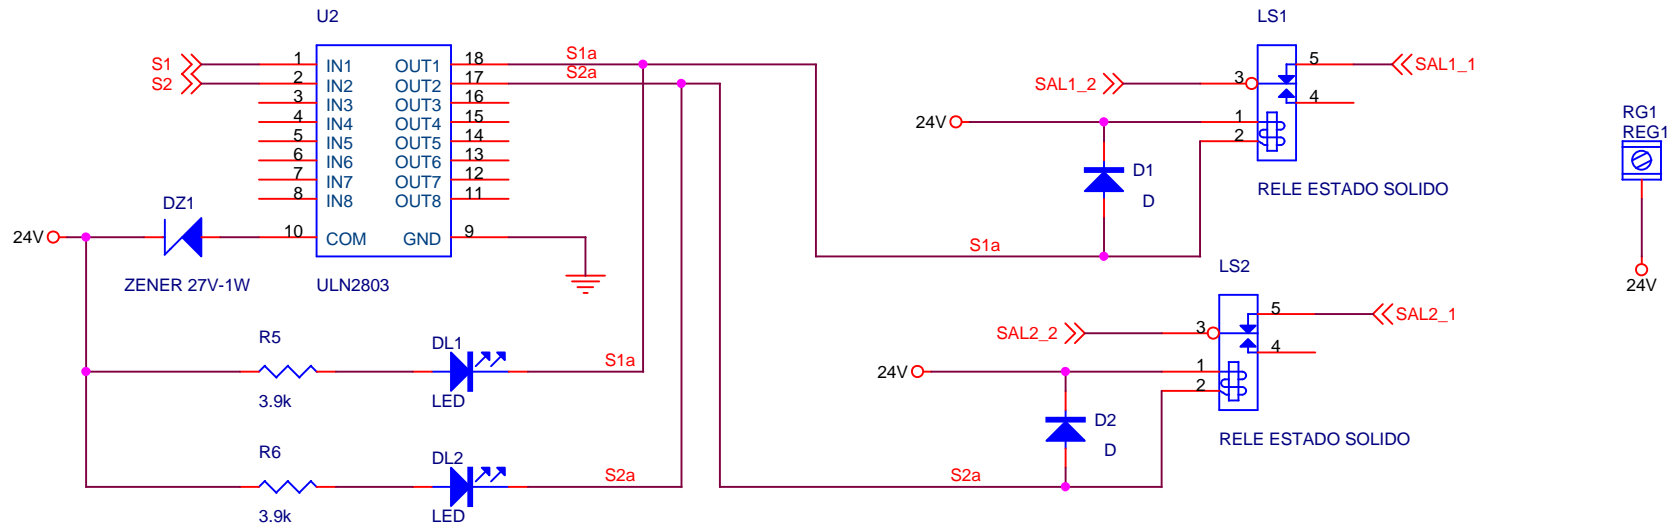 U2
LS1
S1
1
IN1
OUT1
18
S1a
5
SAL1_1
S2
2
IN2
OUT2
17
S2a
SAL1_2
3
3
IN3
OUT3
16
4
4
IN4
OUT4
15
24V
1
5
IN5
OUT5
14
2
RG1
REG1
6
IN6
OUT6
13
7
IN7
OUT7
12
D1
D
RELE ESTADO SOLIDO
8
IN8
OUT8
11
DZ1
24V
10
COM
GND
9
S1a
ZENER 27V-1W
ULN2803
LS2
24V
5
SAL2_1
SAL2_2
3
4
R5
DL1
S1a
24V
1
2
3.9k
LED
D2
D
RELE ESTADO SOLIDO
R6
DL2
S2a
S2a
3.9k
LED